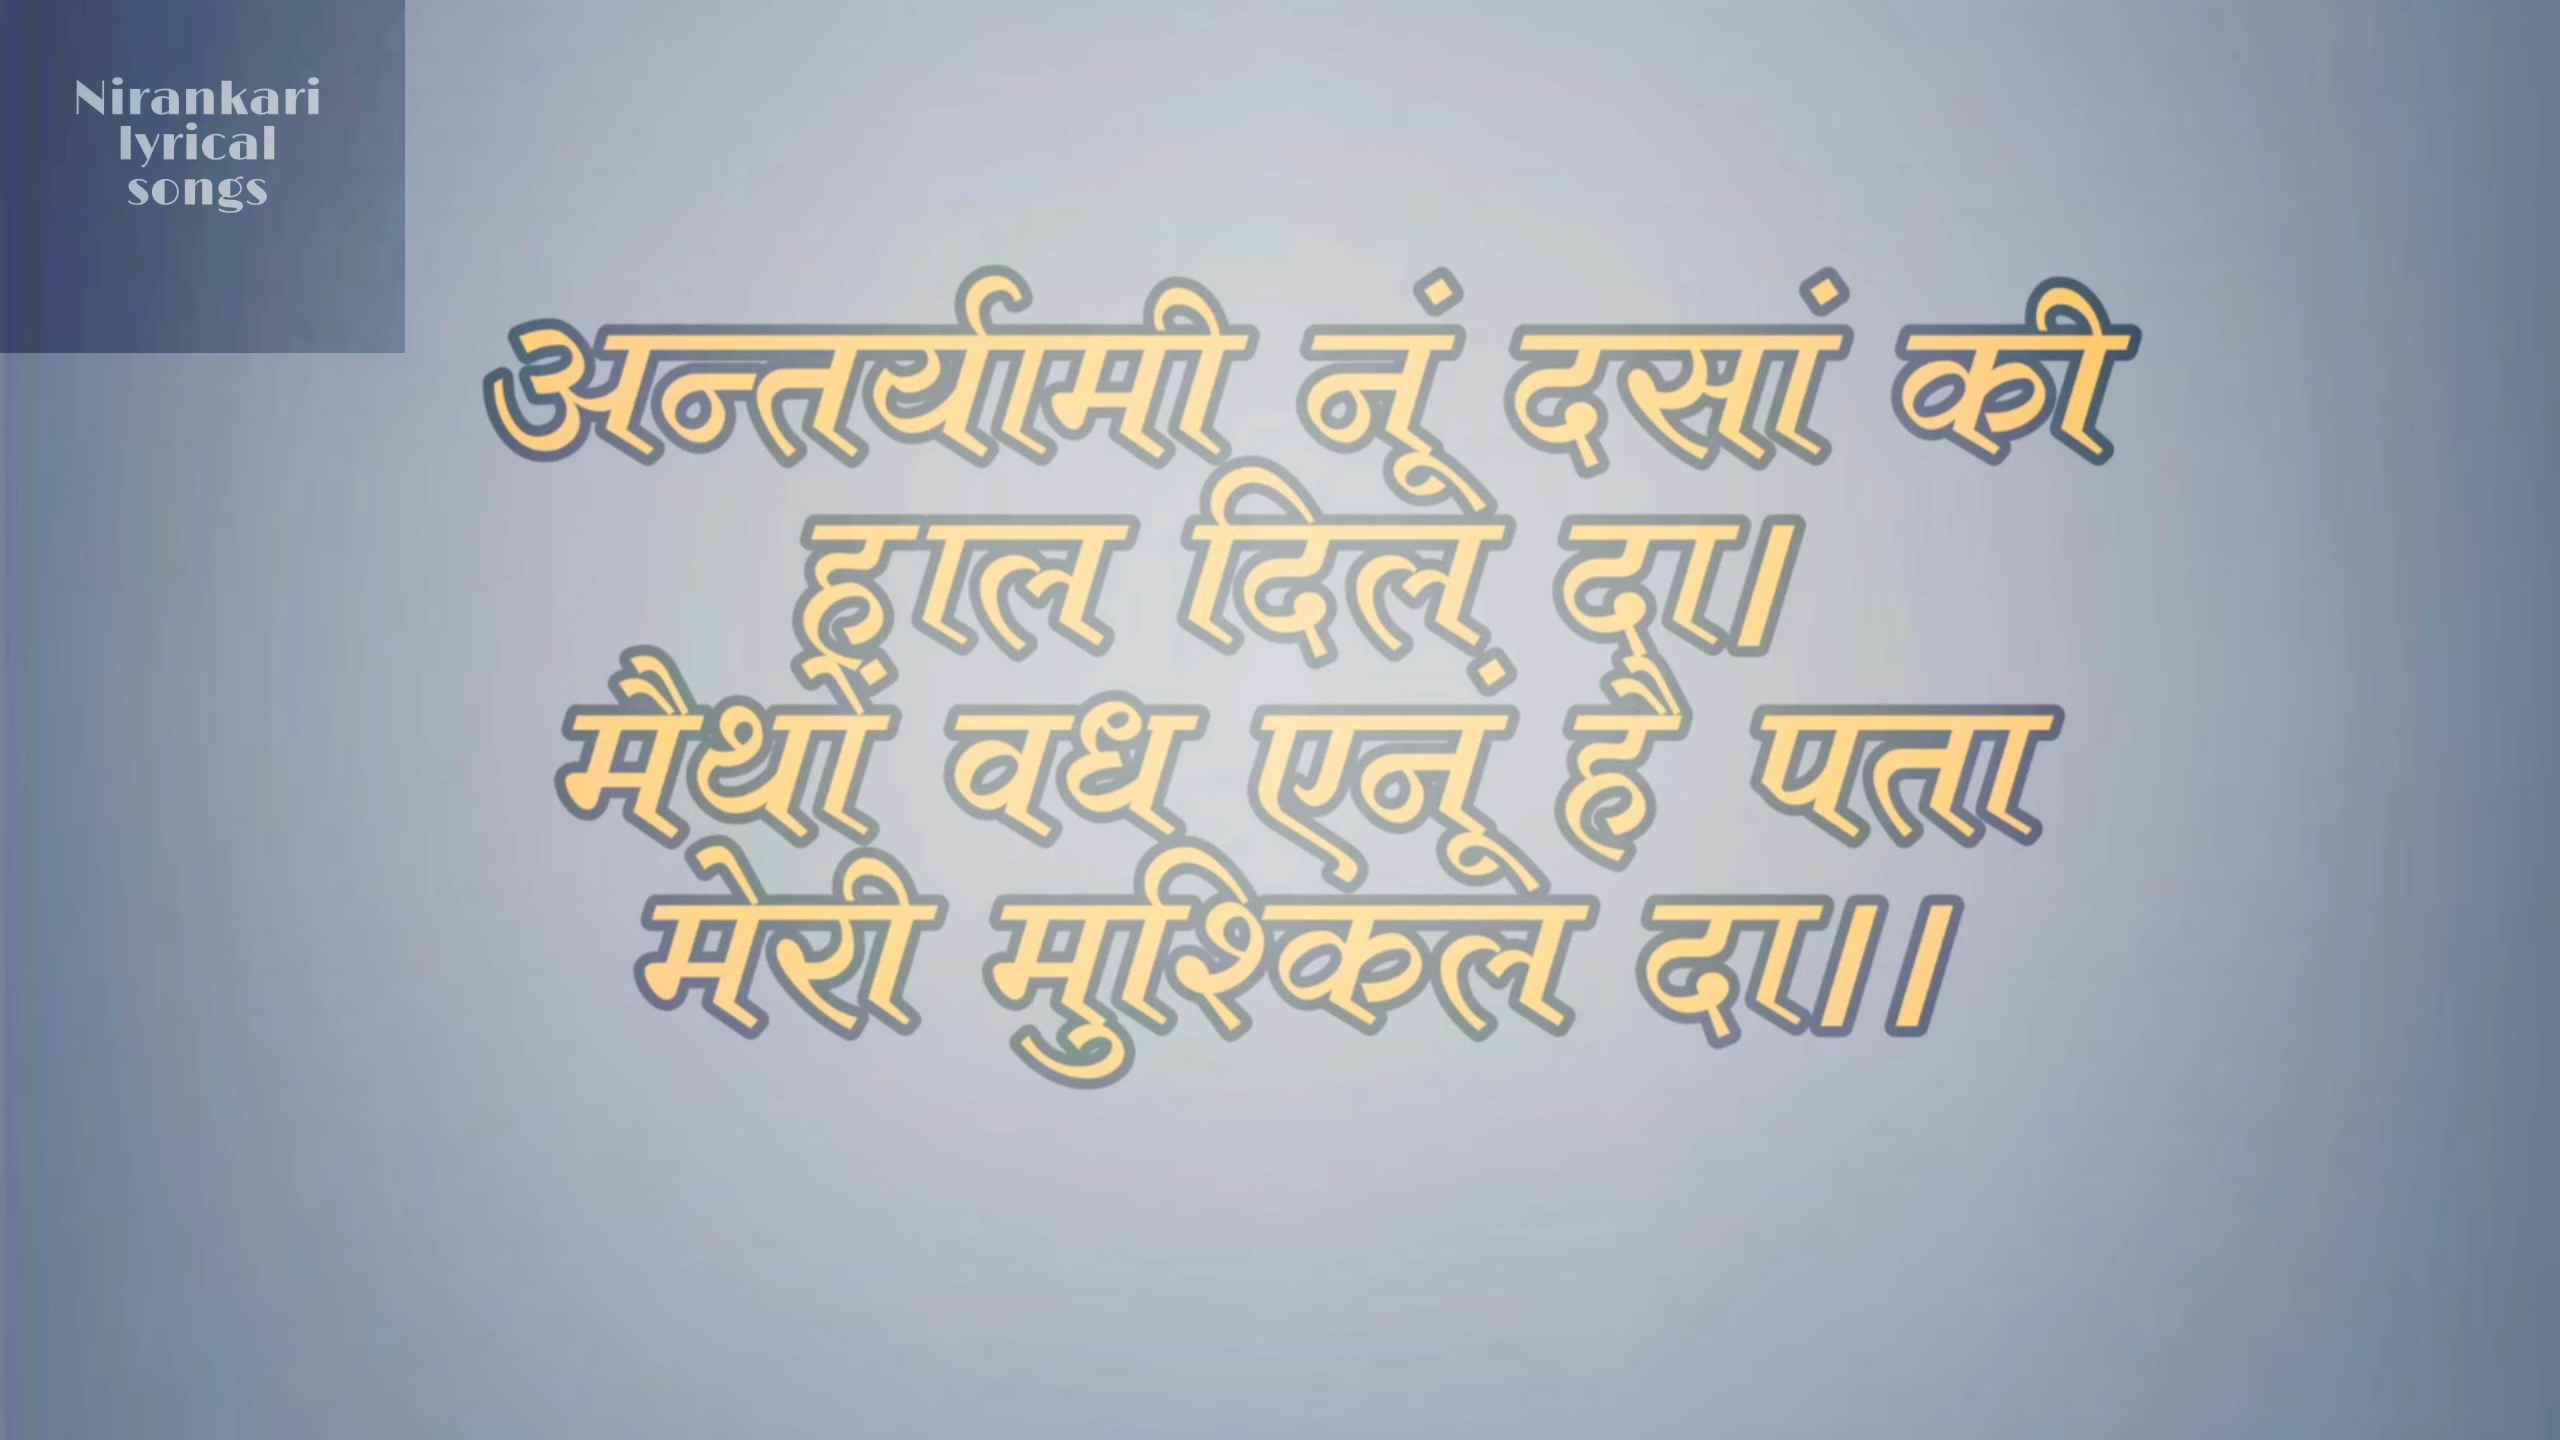 Nirankari
lyrical
songs
अन्तर्यामी नूं दसां की
हाल दिल दा।
मैथों वध एनूं है पता
मेरी मुश्किल दा।।